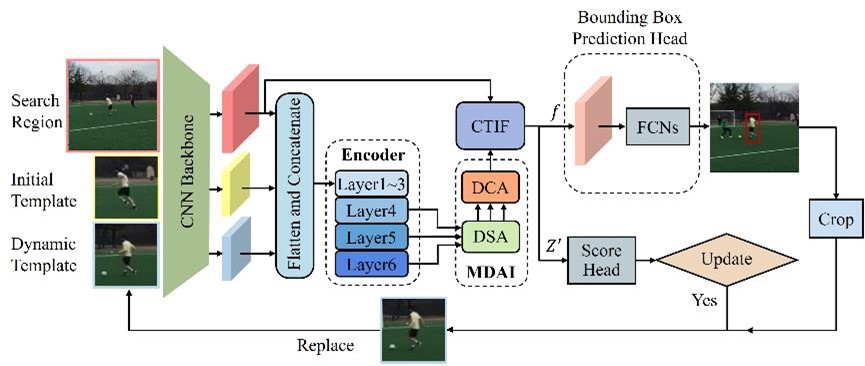 Bounding Box
Prediction Head
Search
Region
Initial
Template
Dynamic
Template
CNN Backbone
Flatten and Concatenate
Encoder
Layer1~3
Layer4
Layer5
Layer6
CTIF
DCA
DSA
MDAI
f
FCNs
Z'
Score
Head
Update
Yes
Crop
Replace